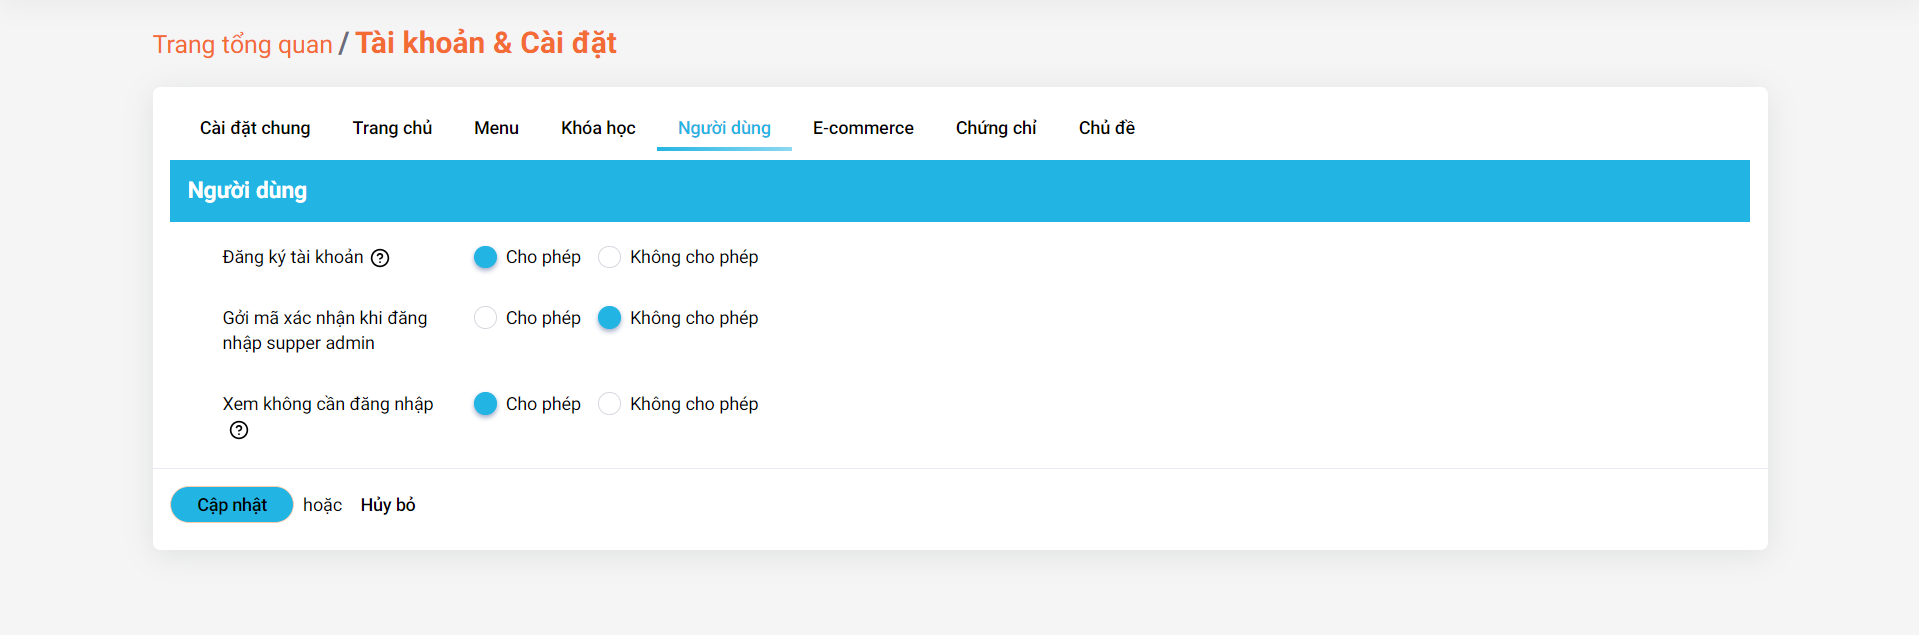 Trang tổng quan / Tài khoản & Cài đặt
Cài đặt chung Trang chủ Menu Khóa học Người dùng E-commerce Chứng chỉ Chủ đề
Người dùng
Đăng ký tài khoản ? Cho phép Không cho phép
Gởi mã xác nhận khi đăng nhập supper admin Cho phép Không cho phép
Xem không cần đăng nhập ? Cho phép Không cho phép
Cập nhật hoặc Hủy bỏ